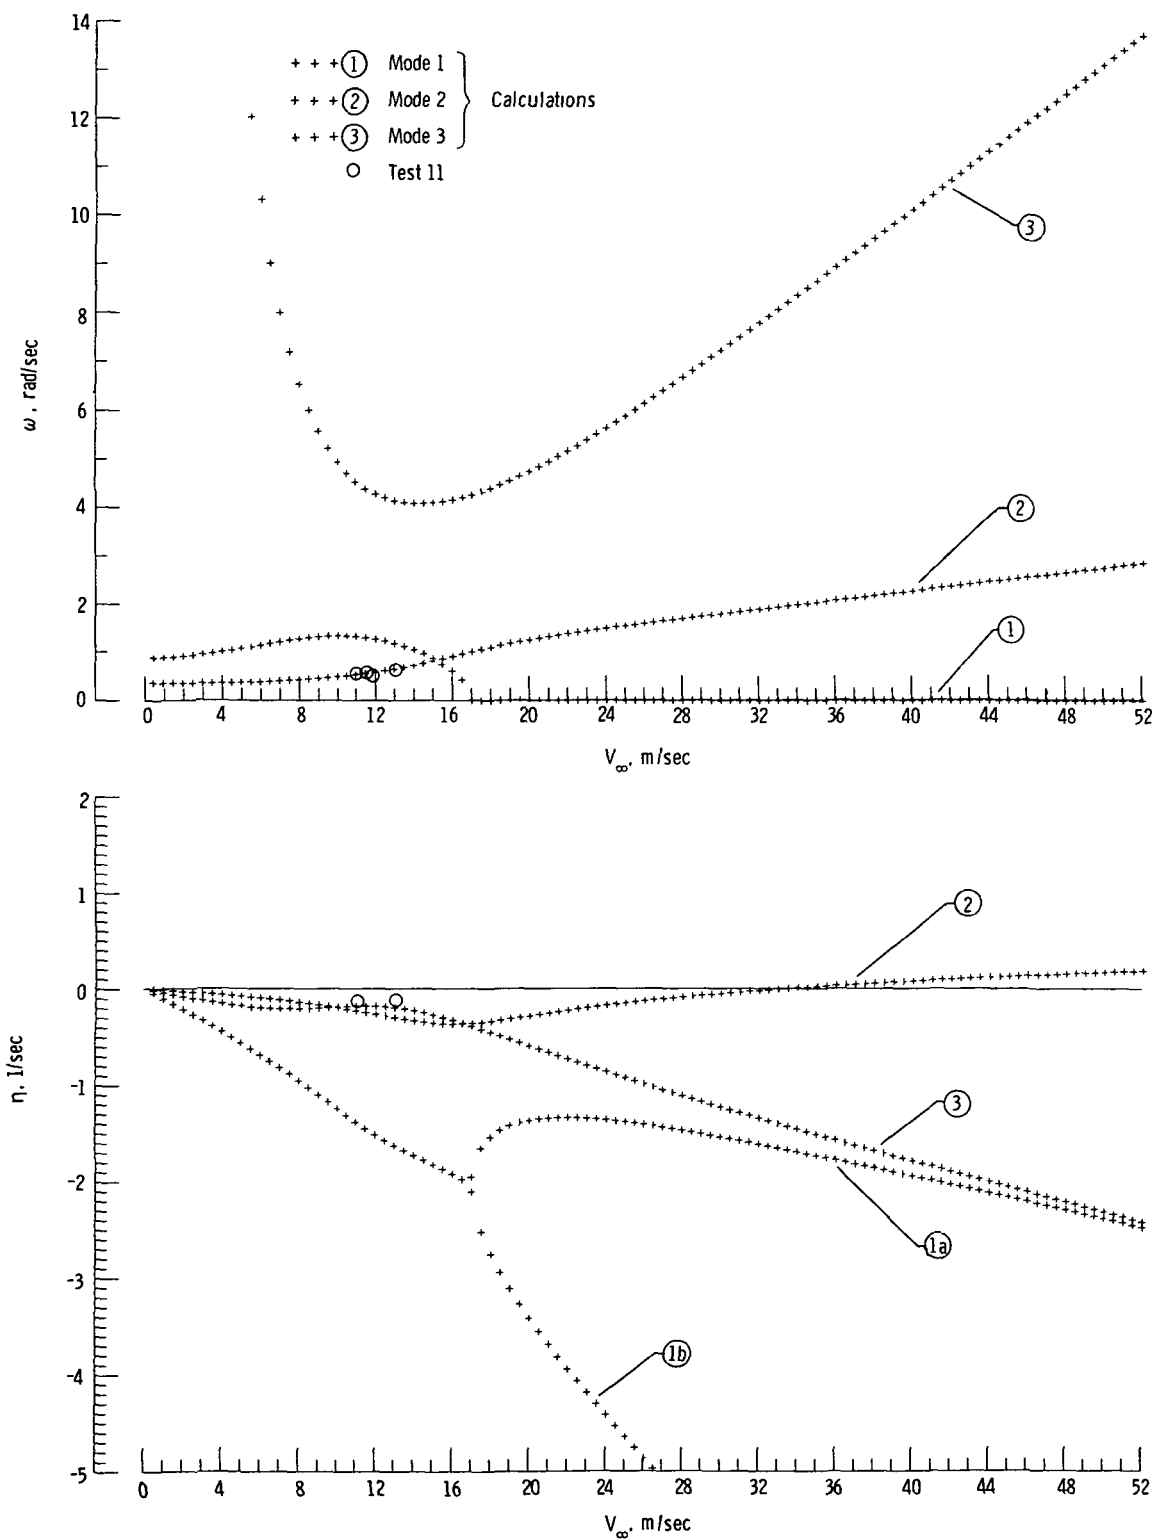 14
12
10
8
6
4
2
0
ω, rad/sec
+ + + ① Mode 1
+ + + ② Mode 2
+ + + ③ Mode 3
Calculations
○ Test 11
③
②
①
0 4 8 12 16 20 24 28 32 36 40 44 48 52
V∞, m/sec
2
1
0
-1
-2
-3
-4
-5
η, 1/sec
②
③
1a
1b
0 4 8 12 16 20 24 28 32 36 40 44 48 52
V∞, m/sec